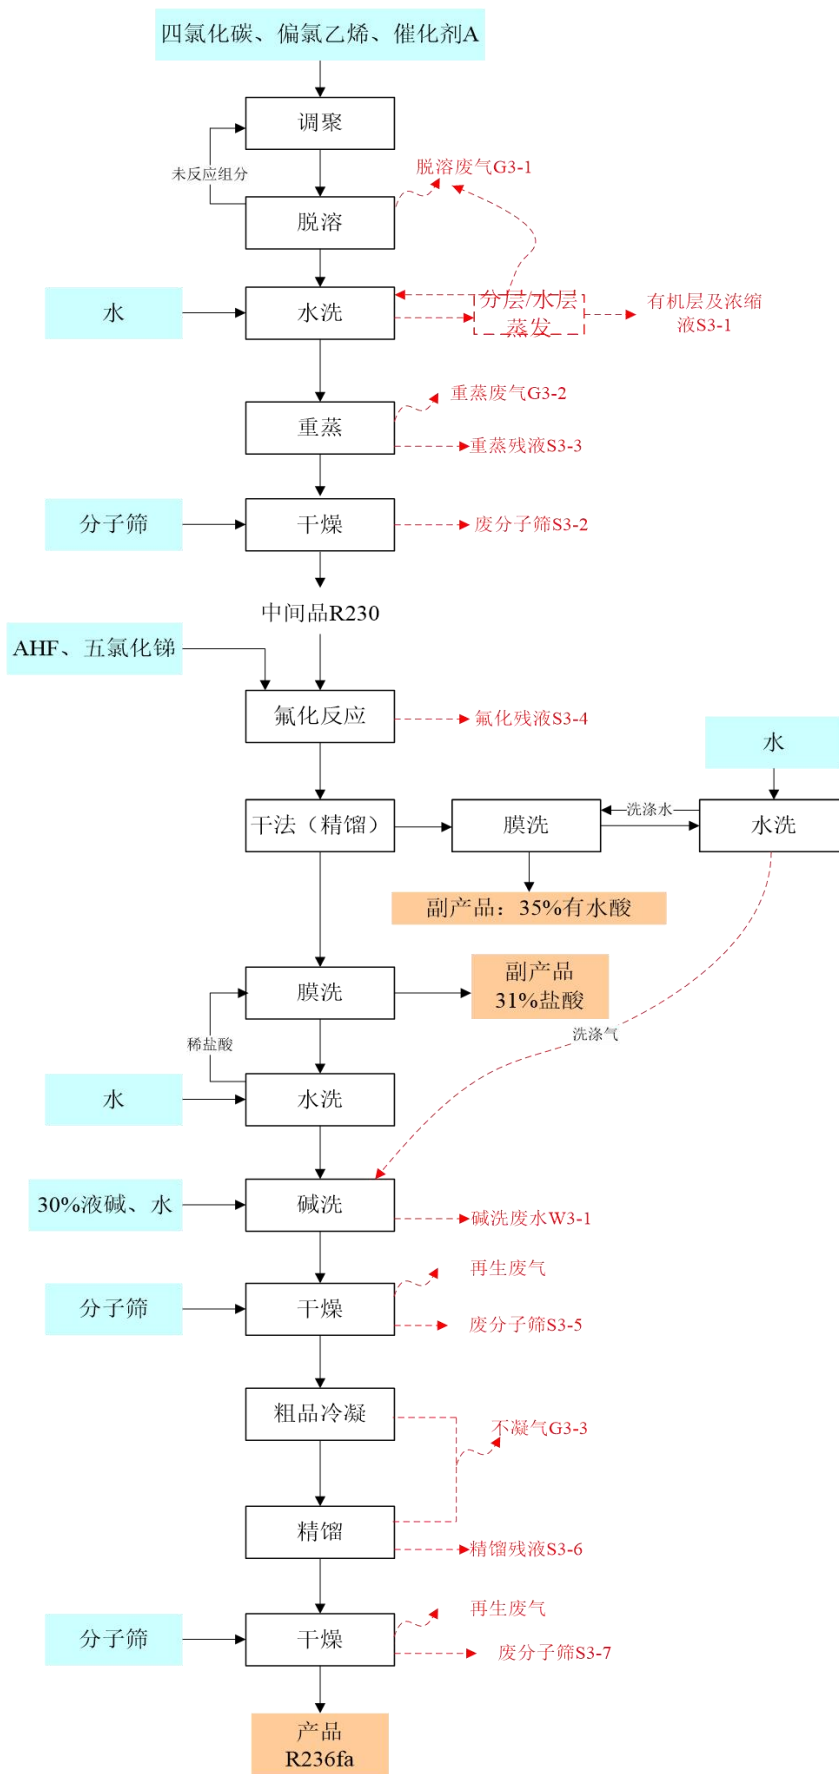 四氯化碳、偏氯乙烯、催化剂A
调聚
未反应组分
脱溶废气G3-1
脱溶
水
水洗
分层/水层
蒸发
有机层及浓缩
液S3-1
重蒸废气G3-2
重蒸
重蒸残液S3-3
分子筛
干燥
废分子筛S3-2
中间品R230
AHF、五氯化锑
氟化反应
氟化残液S3-4
水
干法（精馏）
膜洗
洗涤水
水洗
副产品：35%有水酸
膜洗
副产品
31%盐酸
稀盐酸
洗涤气
水
水洗
30%液碱、水
碱洗
碱洗废水W3-1
再生废气
分子筛
干燥
废分子筛S3-5
粗品冷凝
不凝气G3-3
精馏
精馏残液S3-6
再生废气
分子筛
干燥
废分子筛S3-7
产品
R236fa